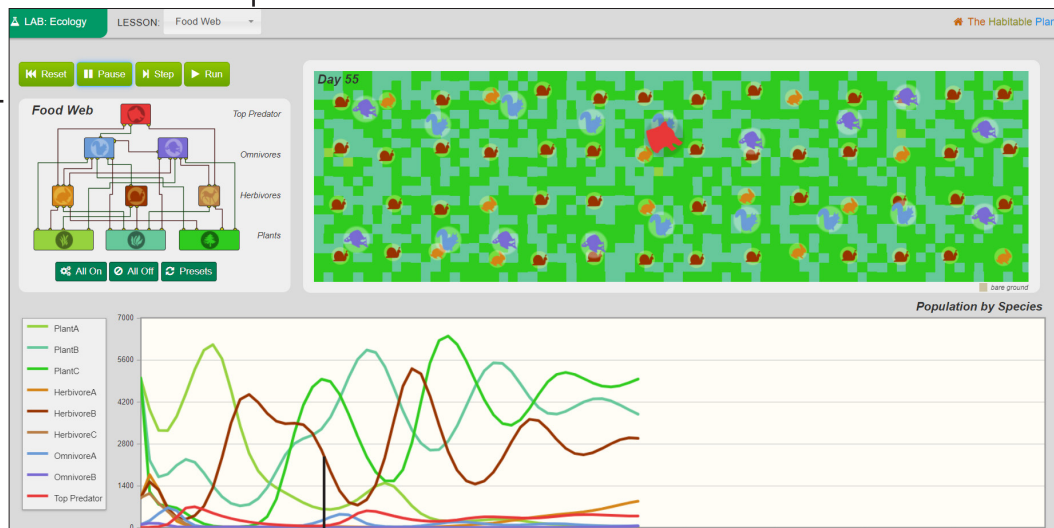 LAB: Ecology
LESSON: Food Web
The Habitable Plan
Reset
Pause
Step
Run
Food Web
Top Predator
Omnivores
Herbivores
Plants
All On
All Off
Presets
Day 55
bare ground
Population by Species
PlantA
PlantB
PlantC
HerbivoreA
HerbivoreB
HerbivoreC
OmnivoreA
OmnivoreB
Top Predator
7000
5600
4200
2800
1400
0